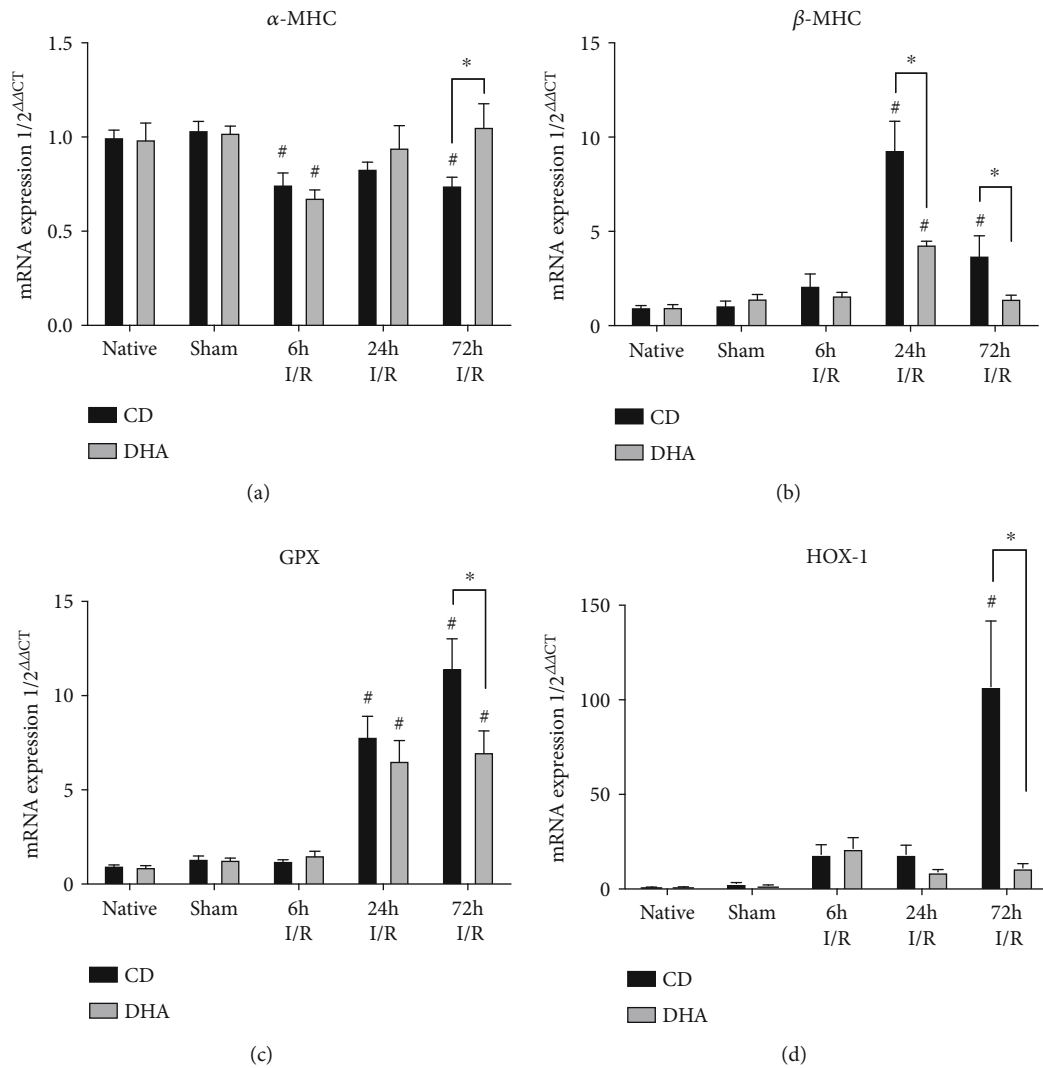 α-MHC
mRNA expression 1/2^ΔΔCT
1.5
1.0
0.5
0.0
#
#
#
*
Native Sham 6h 24h 72h
I/R I/R I/R
CD
DHA
(a)
β-MHC
mRNA expression 1/2^ΔΔCT
15
10
5
0
#
*
#
#
*
Native Sham 6h 24h 72h
I/R I/R I/R
CD
DHA
(b)
GPX
mRNA expression 1/2^ΔΔCT
15
10
5
0
#
#
#
*
#
Native Sham 6h 24h 72h
I/R I/R I/R
CD
DHA
(c)
HOX-1
mRNA expression 1/2^ΔΔCT
150
100
50
0
#
*
Native Sham 6h 24h 72h
I/R I/R I/R
CD
DHA
(d)